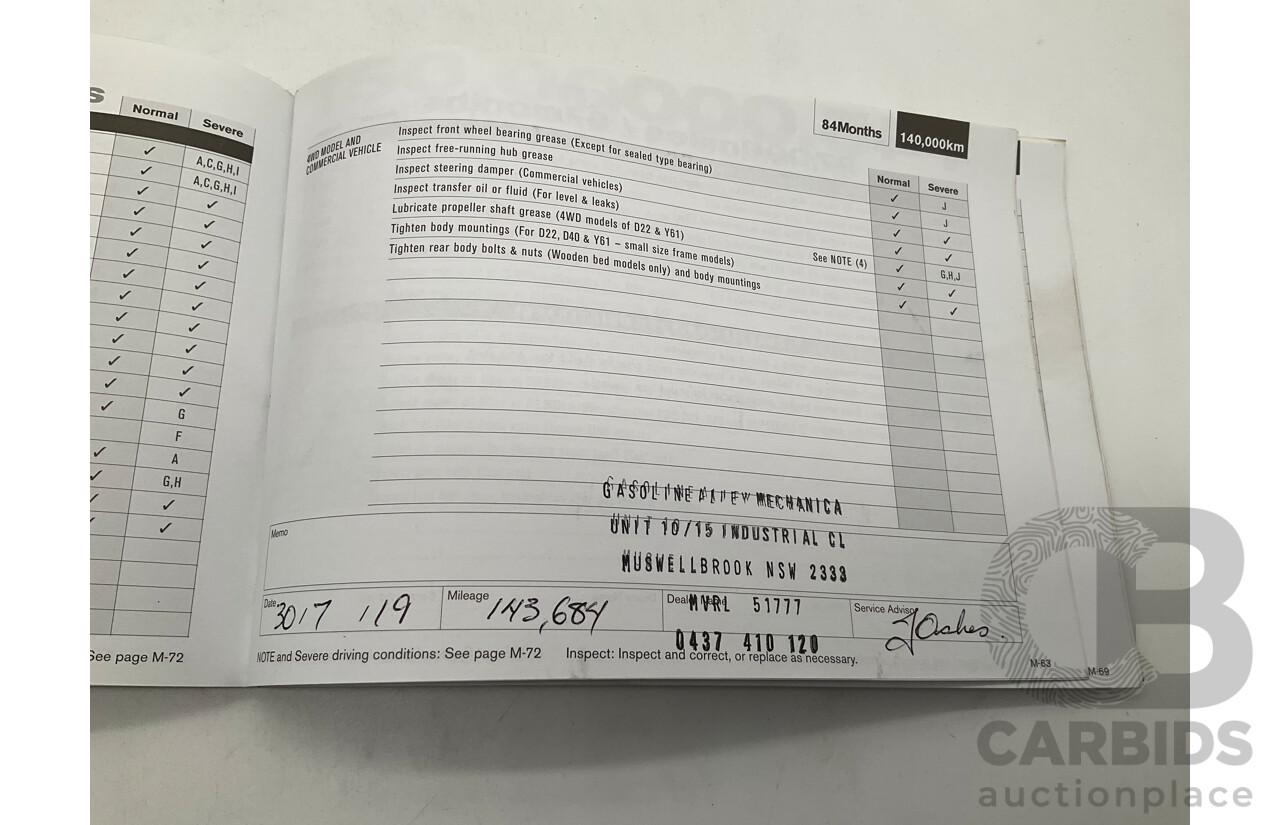 s
Normal Severe
✓ A,C,G,H,I
✓ A,C,G,H,I
✓ ✓
✓ ✓
✓ ✓
✓ ✓
✓ ✓
✓ ✓
✓ ✓
✓ ✓
✓ ✓
✓ G
✓ F
A
✓ G,H
✓ ✓
✓ ✓
See page M-72
84Months 140,000km
4WD MODEL AND
COMMERCIAL VEHICLE
Normal Severe
Inspect front wheel bearing grease (Except for sealed type bearing) ✓ J
Inspect free-running hub grease ✓ J
Inspect steering damper (Commercial vehicles) ✓ ✓
Inspect transfer oil or fluid (For level & leaks) ✓ ✓
Lubricate propeller shaft grease (4WD models of D22 & Y61) See NOTE (4) ✓ G,H,J
Tighten body mountings (For D22, D40 & Y61 – small size frame models) ✓ ✓
Tighten rear body bolts & nuts (Wooden bed models only) and body mountings ✓ ✓
GASOLINE ALLEY MECHANICA
UNIT 10/15 INDUSTRIAL CL
MUSWELLBROOK NSW 2333
Memo
Date 30 / 7 / 19 Mileage 143,684 MVRL 51777 Service Advisor
0437 410 120
NOTE and Severe driving conditions: See page M-72 Inspect: Inspect and correct, or replace as necessary.
M-63
M-69
CARBIDS
auctionplace